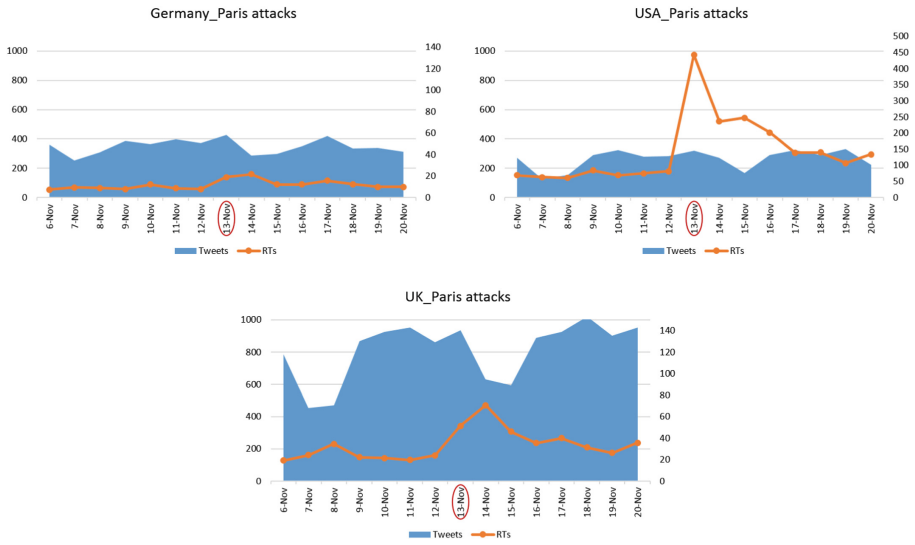 Germany_Paris attacks
1000
800
600
400
200
0
140
120
100
80
60
40
20
0
6-Nov
7-Nov
8-Nov
9-Nov
10-Nov
11-Nov
12-Nov
13-Nov
14-Nov
15-Nov
16-Nov
17-Nov
18-Nov
19-Nov
20-Nov
Tweets RTs
USA_Paris attacks
1000
800
600
400
200
0
500
450
400
350
300
250
200
150
100
50
0
6-Nov
7-Nov
8-Nov
9-Nov
10-Nov
11-Nov
12-Nov
13-Nov
14-Nov
15-Nov
16-Nov
17-Nov
18-Nov
19-Nov
20-Nov
Tweets RTs
UK_Paris attacks
1000
800
600
400
200
0
140
120
100
80
60
40
20
0
6-Nov
7-Nov
8-Nov
9-Nov
10-Nov
11-Nov
12-Nov
13-Nov
14-Nov
15-Nov
16-Nov
17-Nov
18-Nov
19-Nov
20-Nov
Tweets RTs